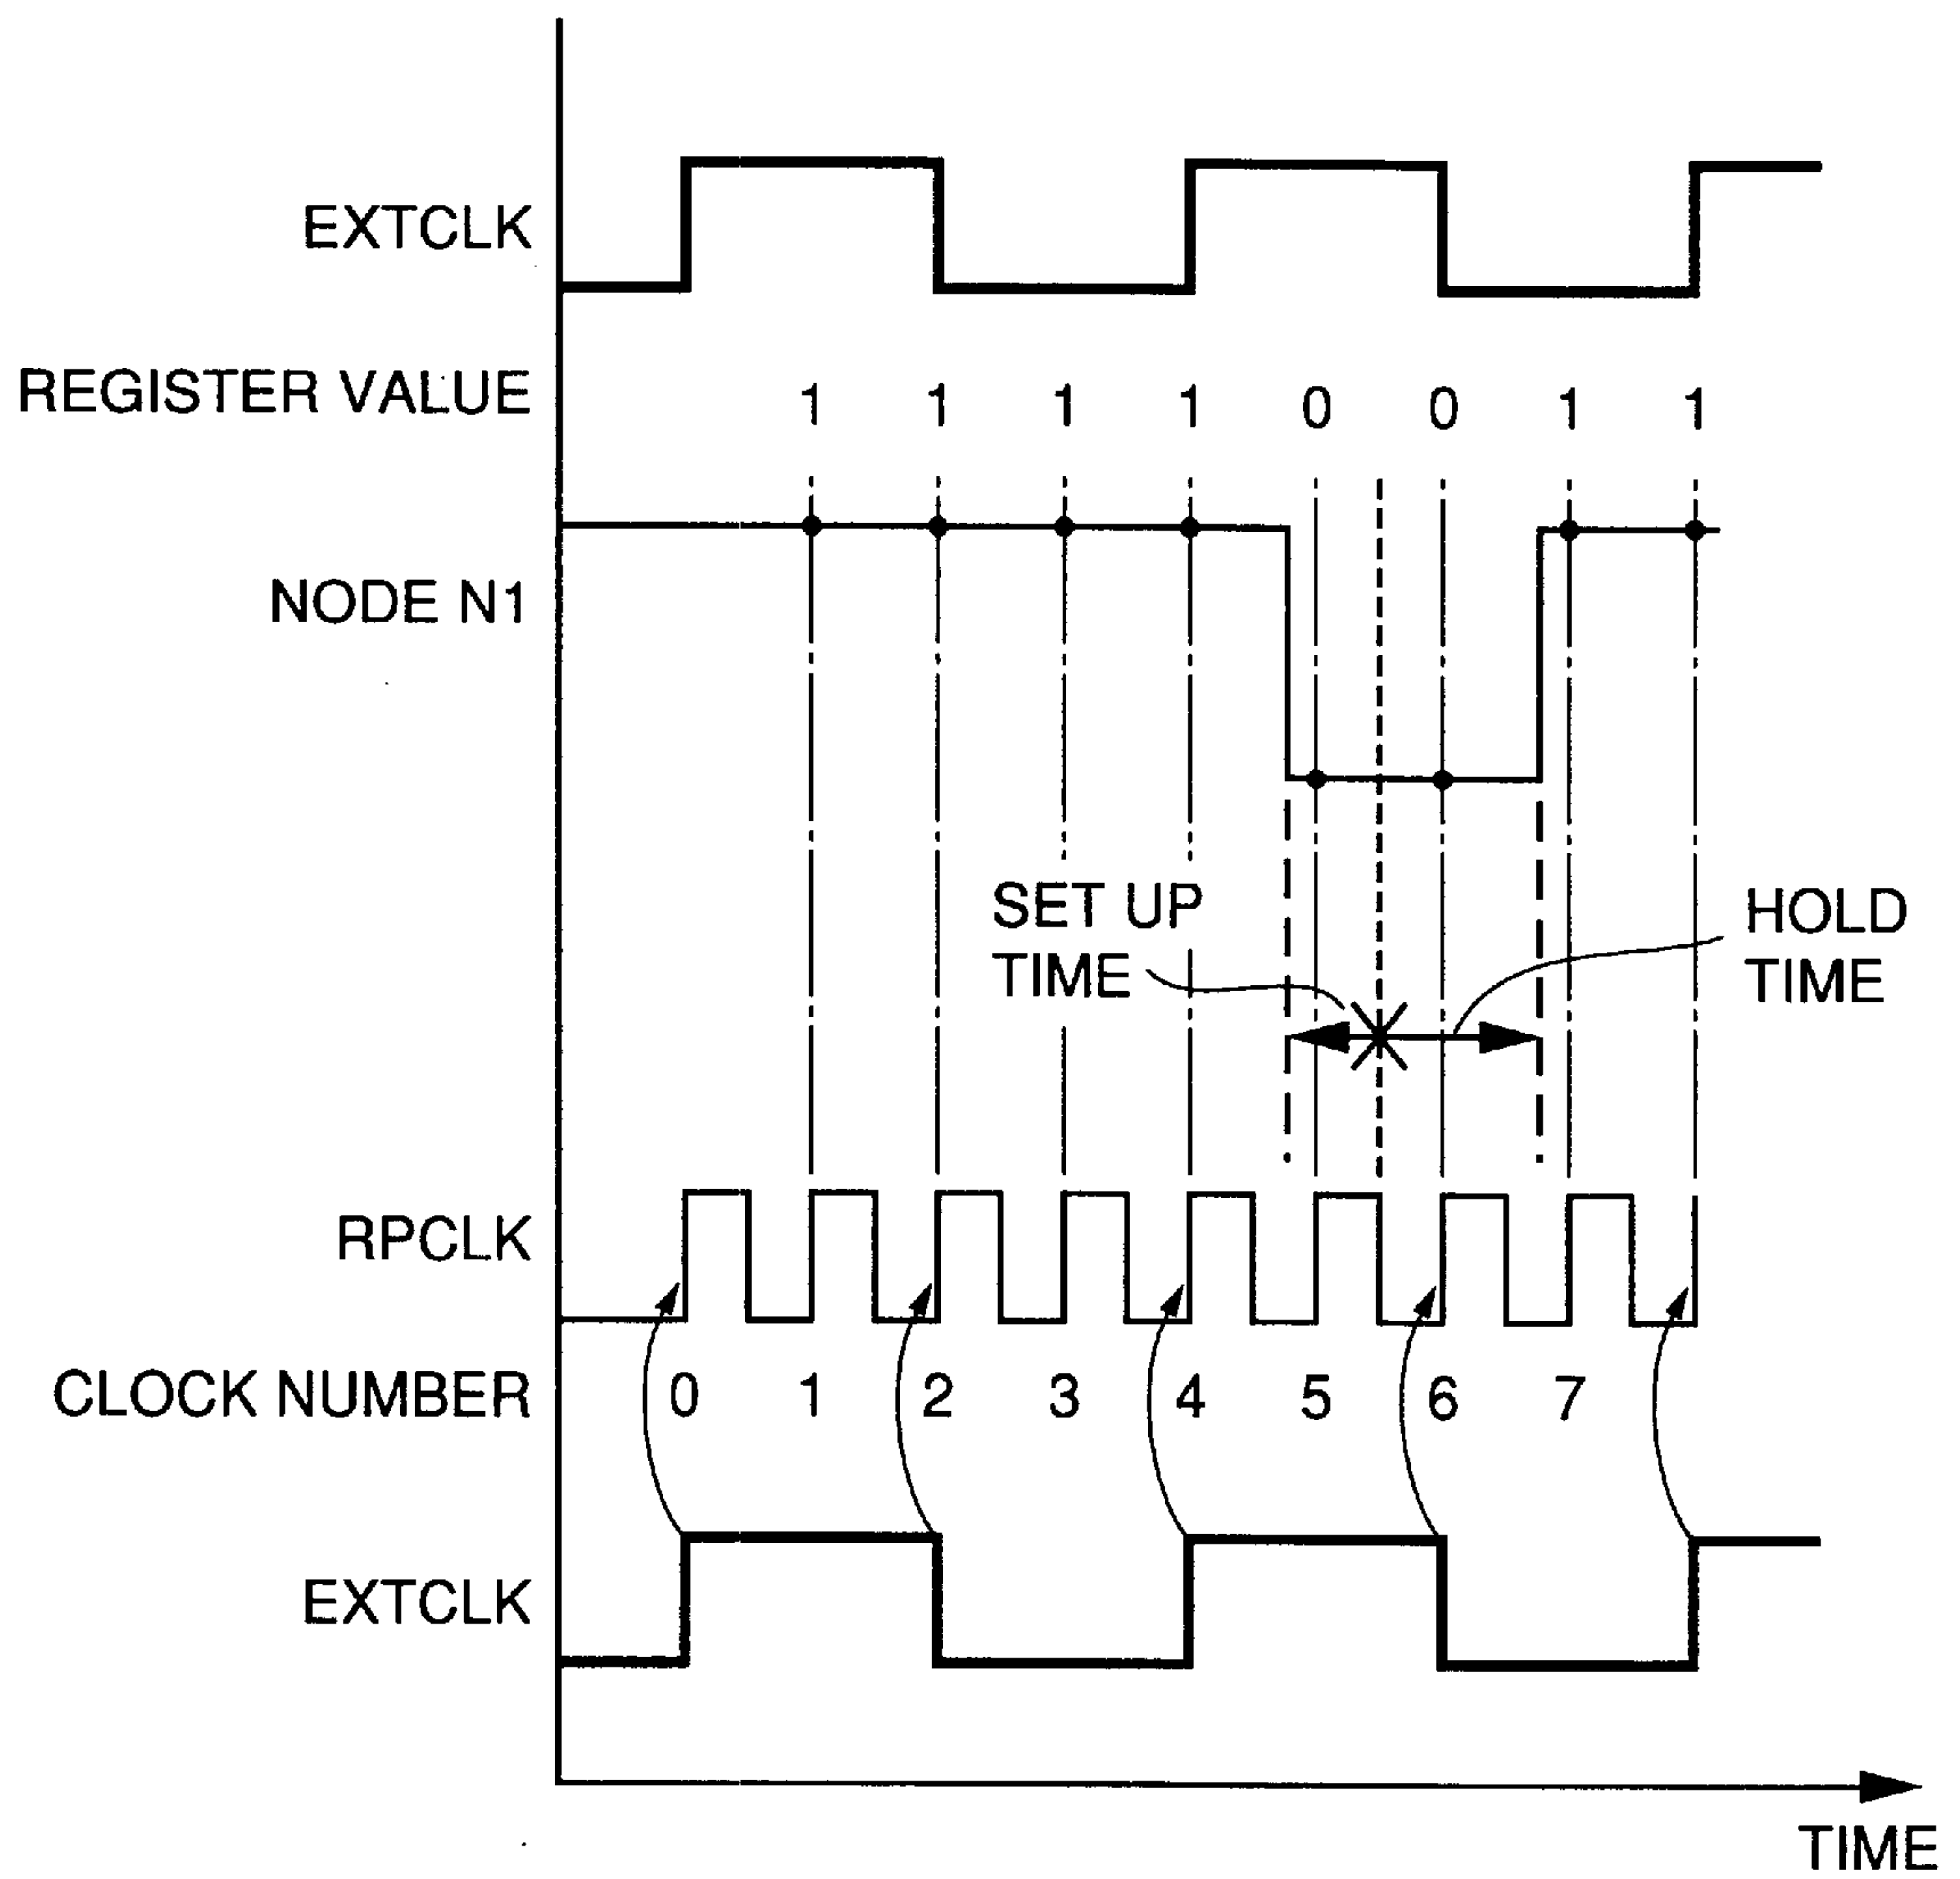 EXTCLK
REGISTER VALUE 1 1 1 1 0 0 1 1
NODE N1
SET UP
TIME
HOLD
TIME
RPCLK
CLOCK NUMBER 0 1 2 3 4 5 6 7
EXTCLK
TIME